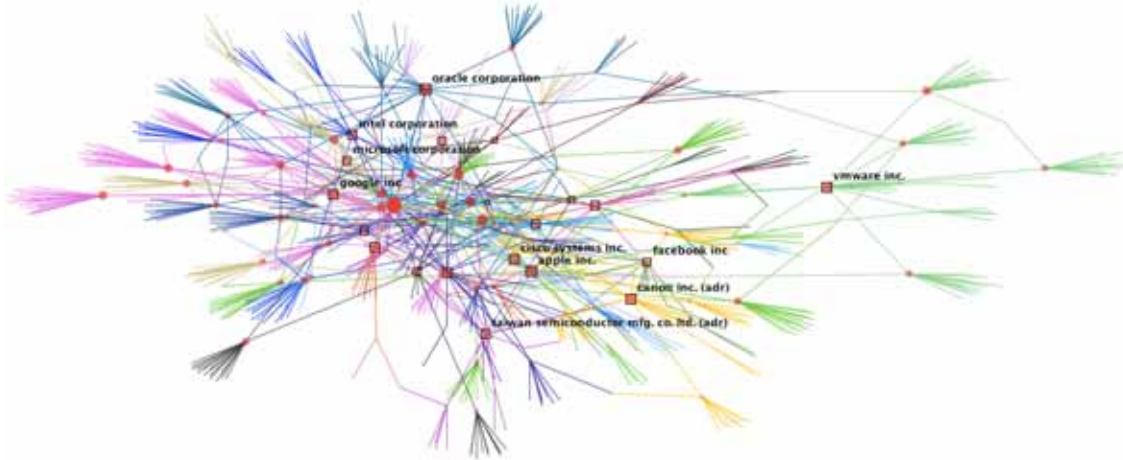 oracle corporation
intel corporation
microsoft corporation
google inc
vmware inc.
cisco systems inc.
facebook inc
apple inc.
canon inc. (adr)
taiwan semiconductor mfg. co. ltd. (adr)